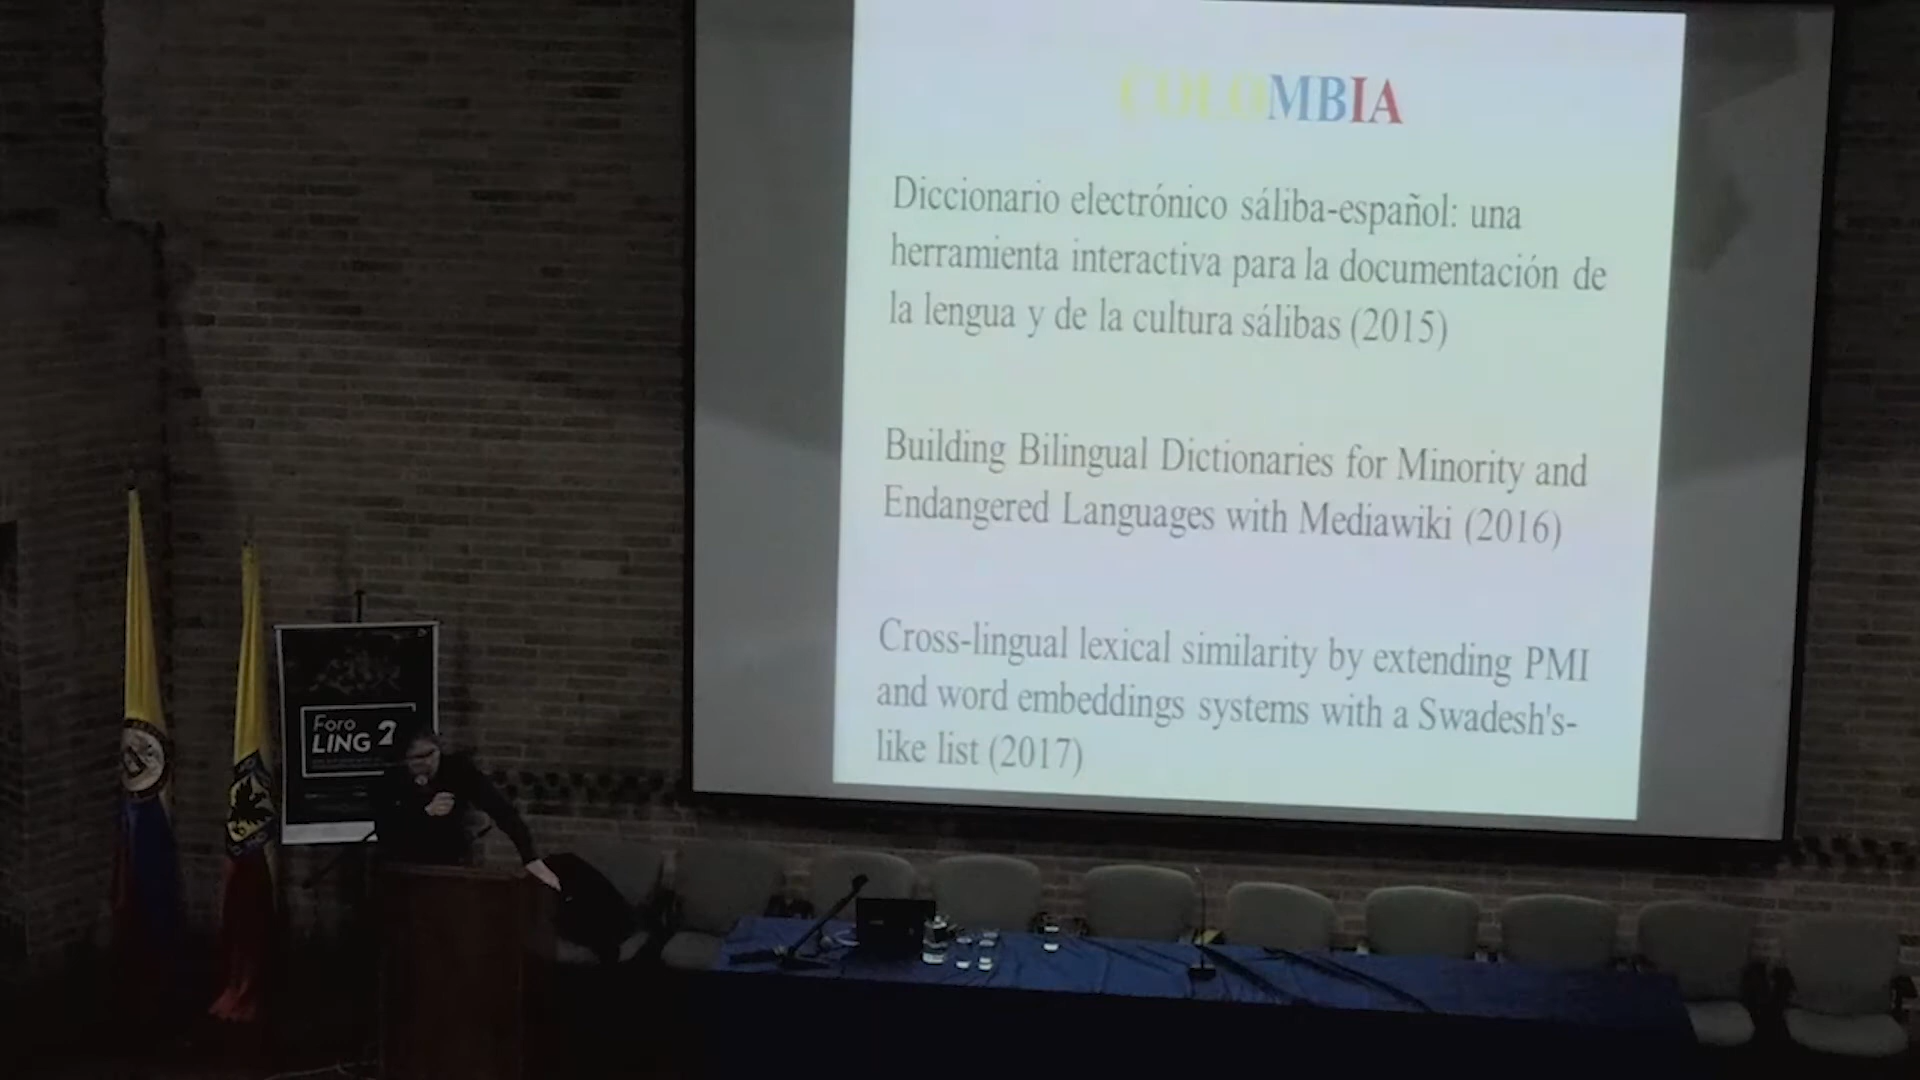 COLOMBIA
Diccionario electrónico sáliba-español: una
herramienta interactiva para la documentación de
la lengua y de la cultura sálibas (2015)
Building Bilingual Dictionaries for Minority and
Endangered Languages with Mediawiki (2016)
Cross-lingual lexical similarity by extending PMI
and word embeddings systems with a Swadesh's-
like list (2017)
Foro
LING 2